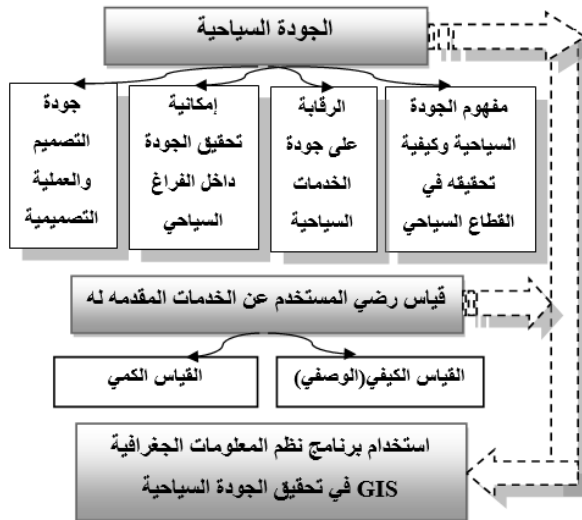 الجودة السياحية
مفهوم الجودة
السياحية وكيفية
تحقيقه في
القطاع السياحي
الرقابة
على جودة
الخدمات
السياحية
إمكانية
تحقيق الجودة
داخل الفراغ
السياحي
جودة
التصميم
والعملية
التصميمية
قياس رضي المستخدم عن الخدمات المقدمه له
القياس الكيفي(الوصفي)
القياس الكمي
استخدام برنامج نظم المعلومات الجغرافية
GIS في تحقيق الجودة السياحية